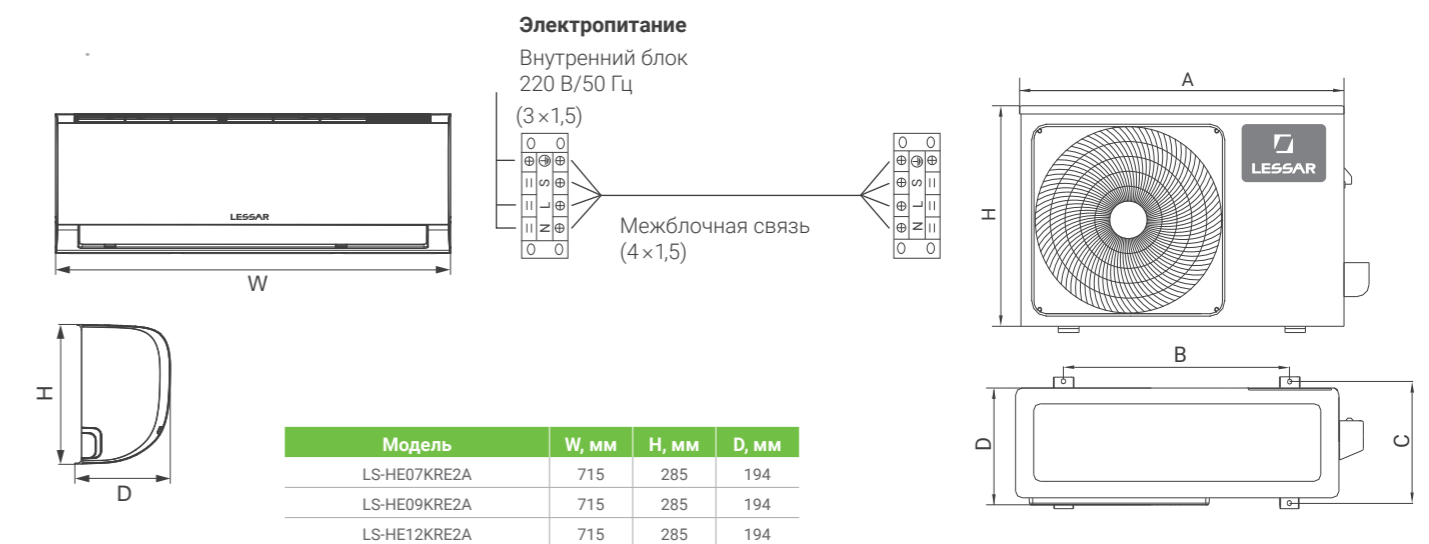 Электропитание
Внутренний блок
220 В/50 Гц
(3×1,5)
S
L
N
Межблочная связь
(4×1,5)
S
L
N
LESSAR
W
H
D
A
H
LESSAR
B
D
C
Модель W, мм H, мм D, мм
LS-HE07KRE2A 715 285 194
LS-HE09KRE2A 715 285 194
LS-HE12KRE2A 715 285 194